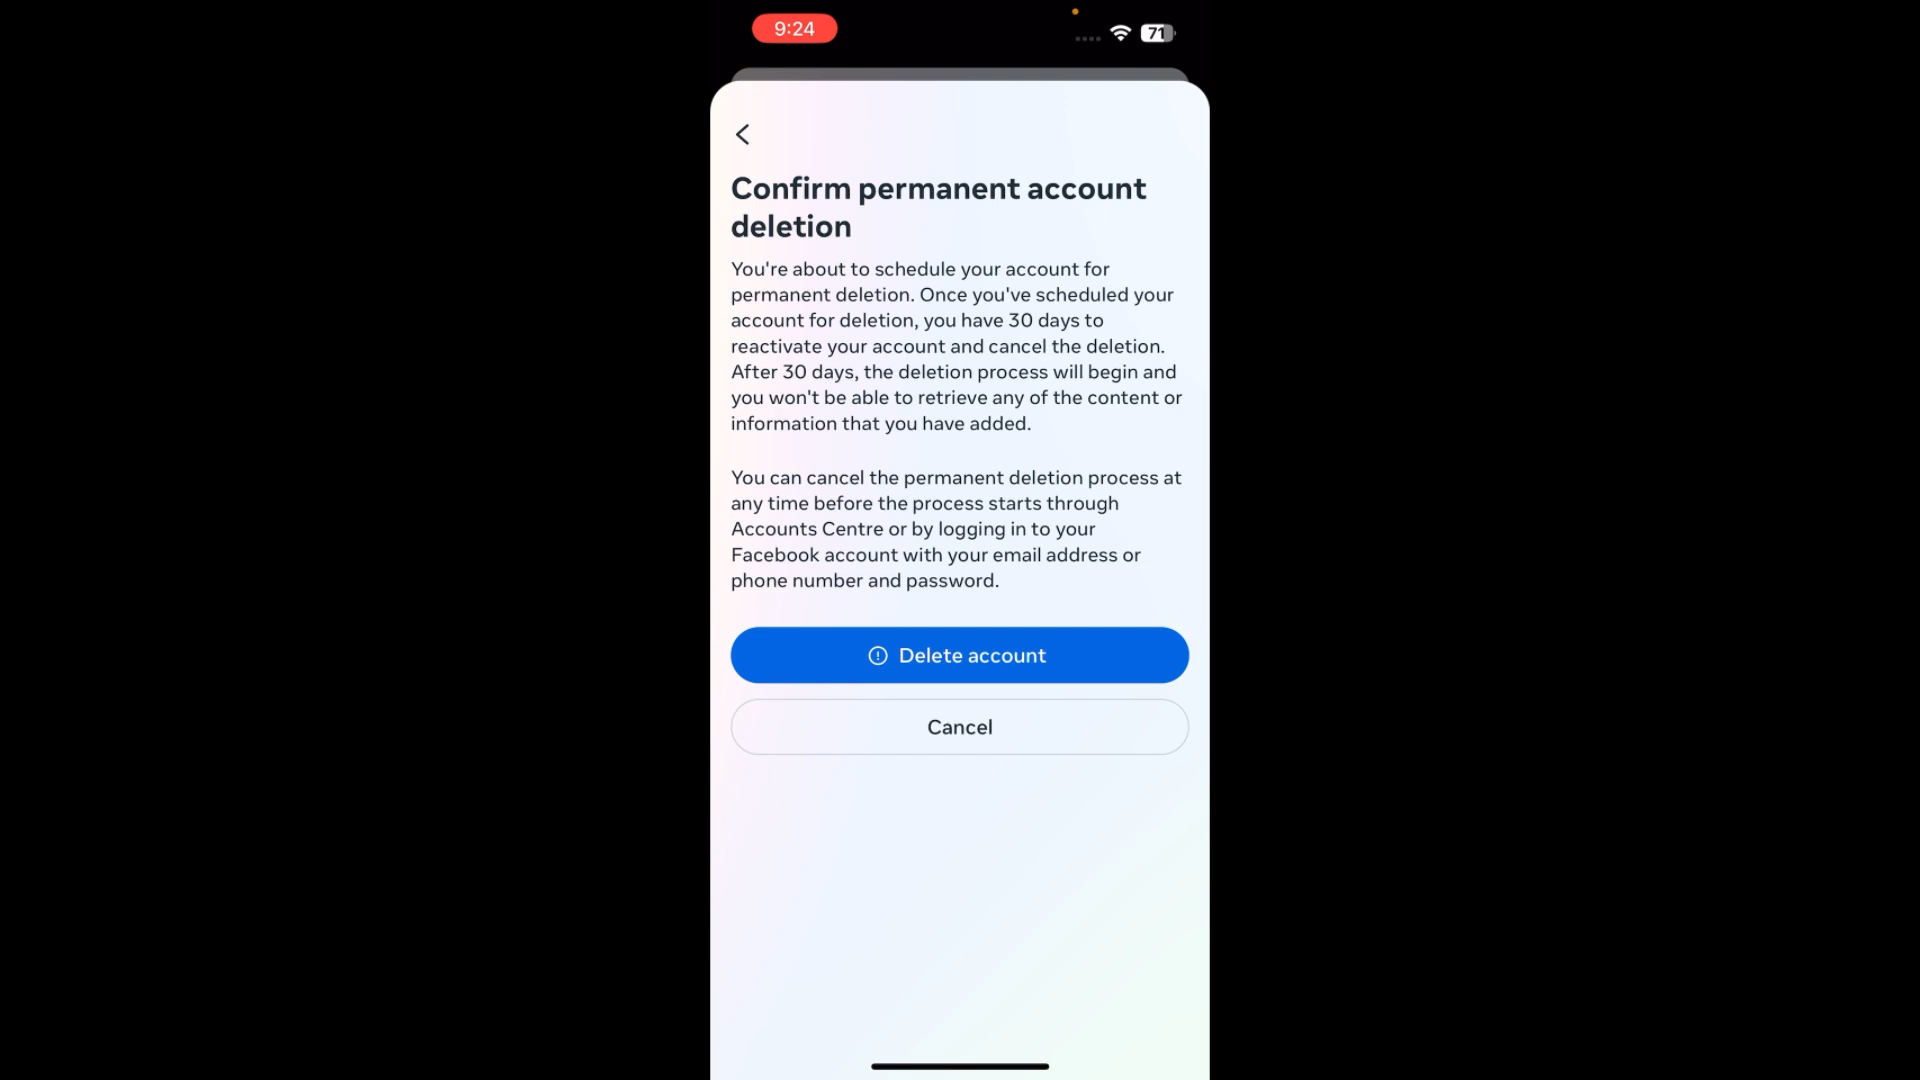 9:24
71
Confirm permanent account
deletion
You're about to schedule your account for
permanent deletion. Once you've scheduled your
account for deletion, you have 30 days to
reactivate your account and cancel the deletion.
After 30 days, the deletion process will begin and
you won't be able to retrieve any of the content or
information that you have added.
You can cancel the permanent deletion process at
any time before the process starts through
Accounts Centre or by logging in to your
Facebook account with your email address or
phone number and password.
Delete account
Cancel